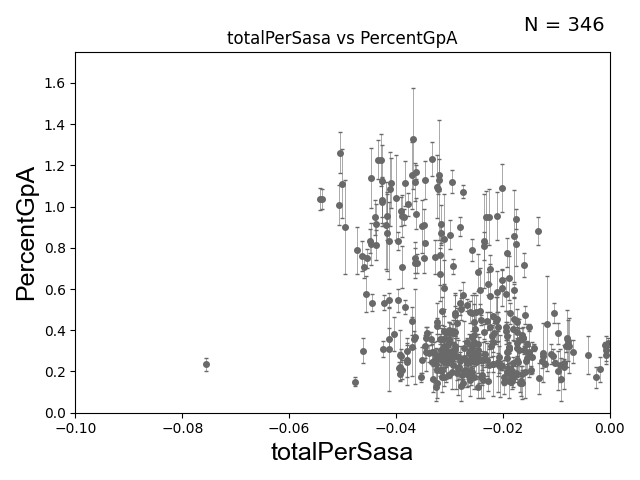 N = 346
totalPerSasa vs PercentGpA
PercentGpA
1.6
1.4
1.2
1.0
0.8
0.6
0.4
0.2
0.0
−0.10 −0.08 −0.06 −0.04 −0.02 0.00
totalPerSasa